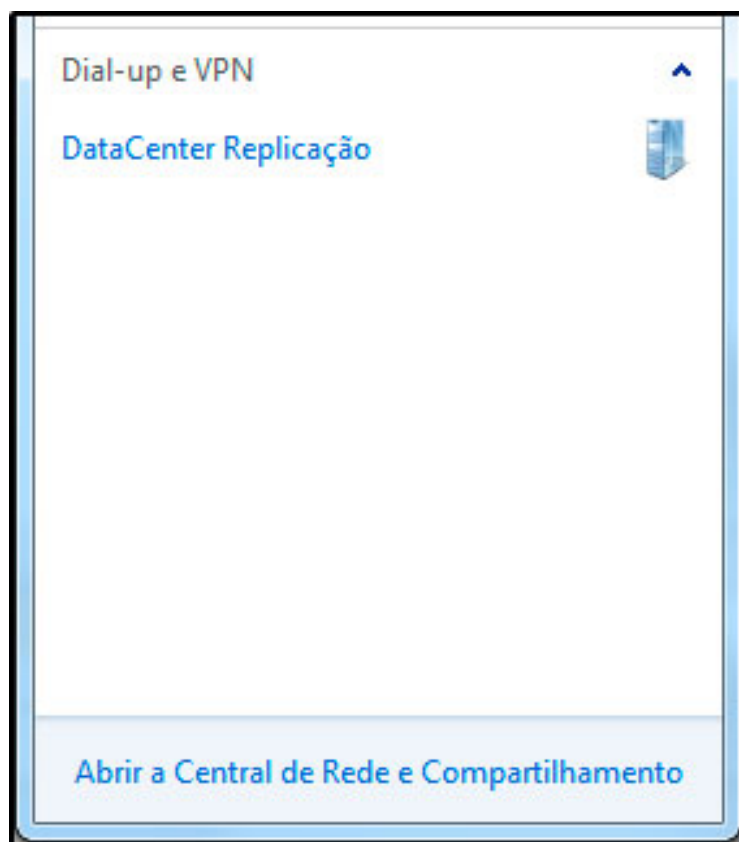 Dial-up e VPN
DataCenter Replicação
Abrir a Central de Rede e Compartilhamento